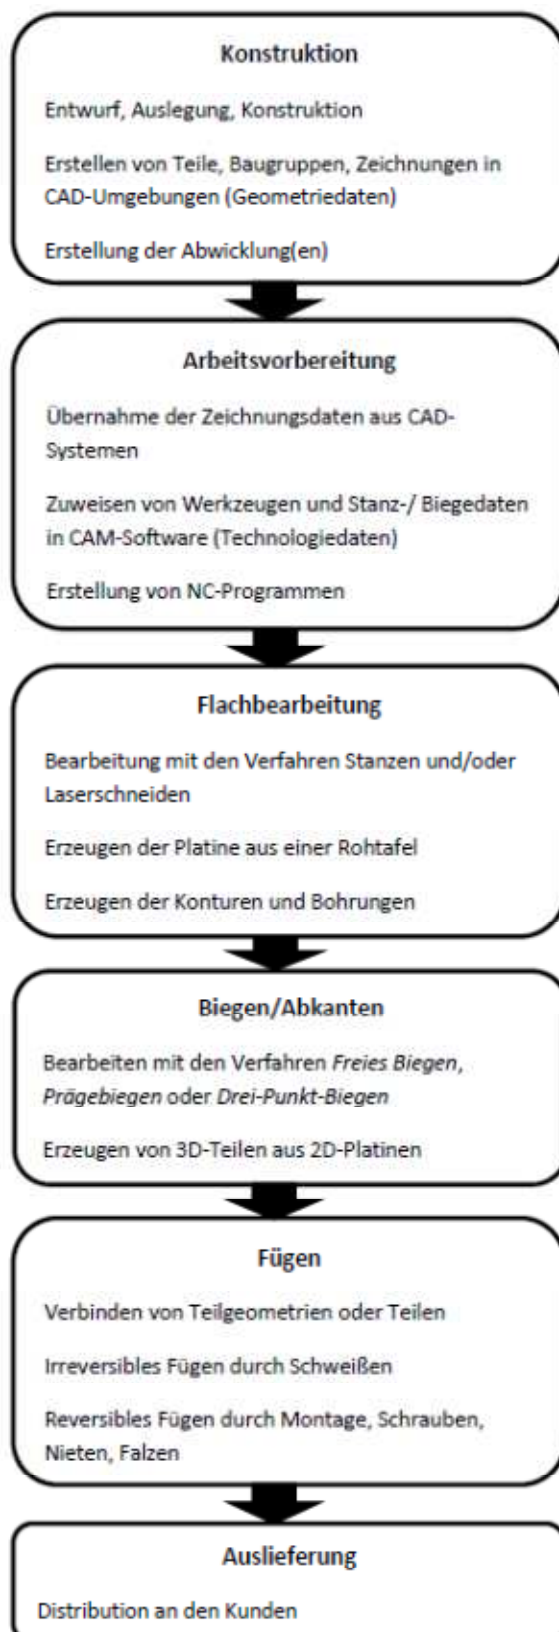 Konstruktion
Entwurf, Auslegung, Konstruktion
Erstellen von Teile, Baugruppen, Zeichnungen in
CAD-Umgebungen (Geometriedaten)
Erstellung der Abwicklung(en)
Arbeitsvorbereitung
Übernahme der Zeichnungsdaten aus CAD-
Systemen
Zuweisen von Werkzeugen und Stanz-/ Biegedaten
in CAM-Software (Technologiedaten)
Erstellung von NC-Programmen
Flachbearbeitung
Bearbeitung mit den Verfahren Stanzen und/oder
Laserschneiden
Erzeugen der Platine aus einer Rohtafel
Erzeugen der Konturen und Bohrungen
Biegen/Abkanten
Bearbeiten mit den Verfahren Freies Biegen,
Prägebiegen oder Drei-Punkt-Biegen
Erzeugen von 3D-Teilen aus 2D-Platinen
Fügen
Verbinden von Teilgeometrien oder Teilen
Irreversibles Fügen durch Schweißen
Reversibles Fügen durch Montage, Schrauben,
Nieten, Falzen
Auslieferung
Distribution an den Kunden